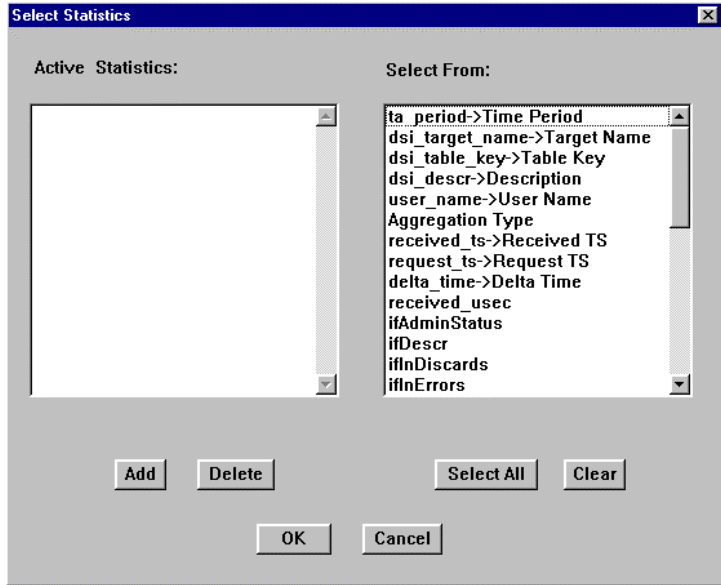 Select Statistics
Active Statistics:
Select From:
ta_period->Time Period
dsi_target_name->Target Name
dsi_table_key->Table Key
dsi_descr->Description
user_name->User Name
Aggregation Type
received_ts->Received TS
request_ts->Request TS
delta_time->Delta Time
received_usec
ifAdminStatus
ifDescr
ifInDiscards
ifInErrors
Add
Delete
Select All
Clear
OK
Cancel